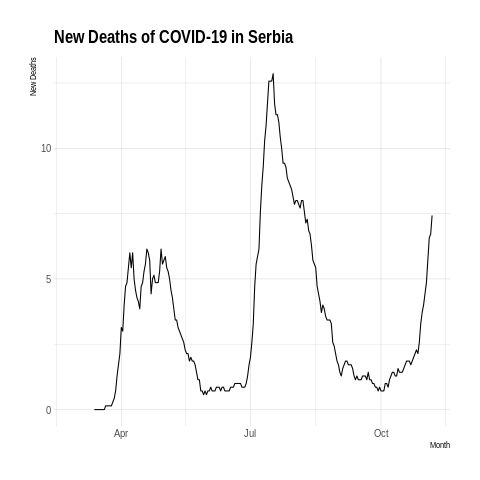 New Deaths of COVID-19 in Serbia
New Deaths
10
5
0
Apr Jul Oct
Month